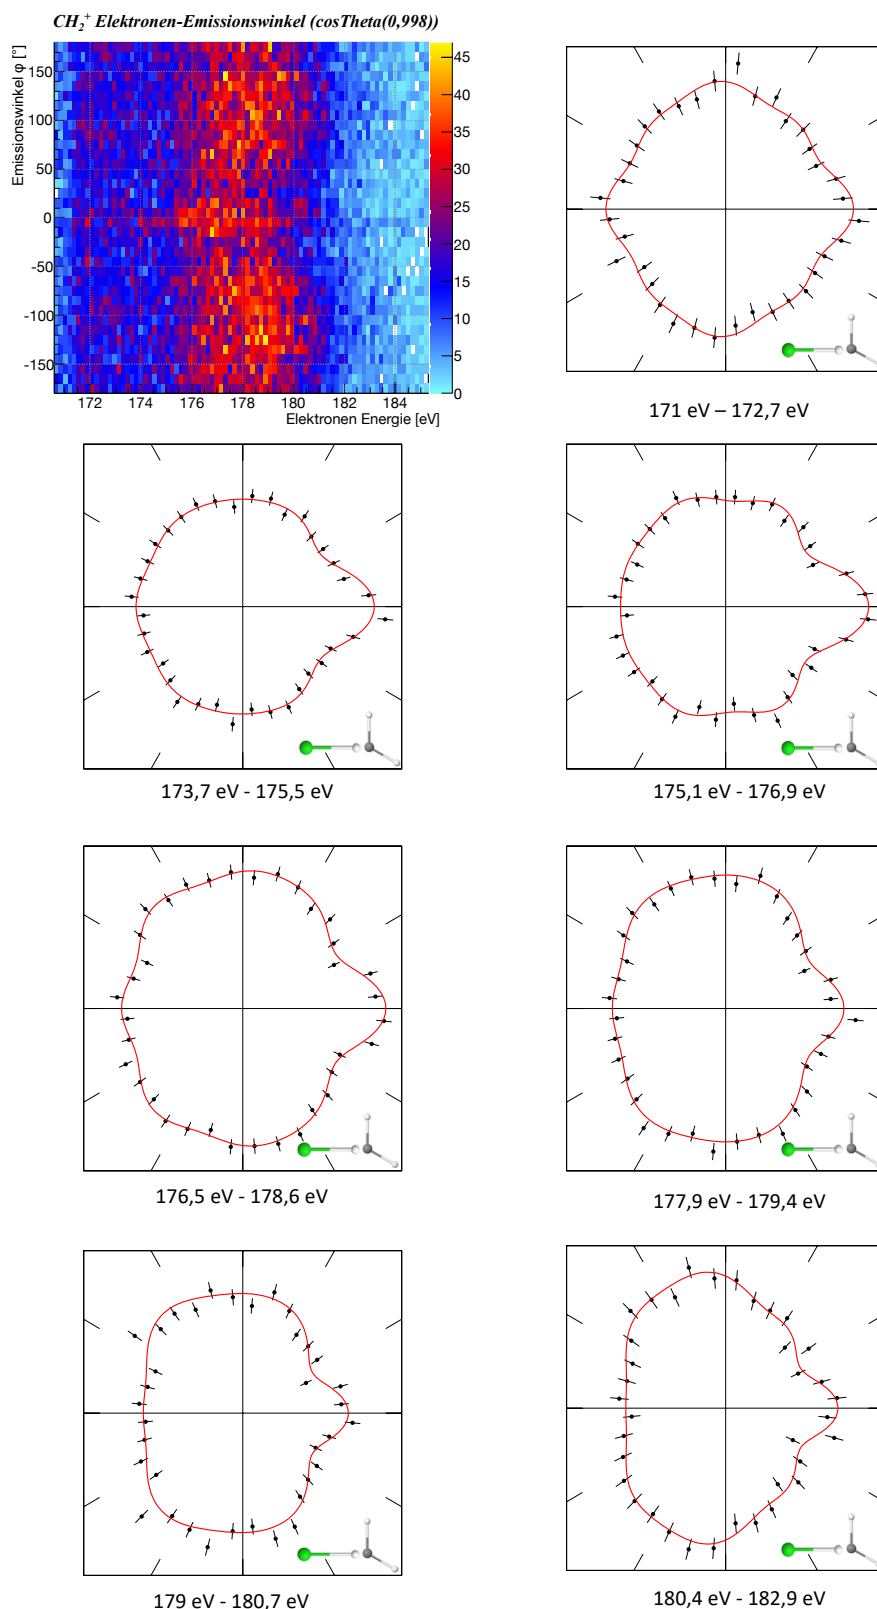 CH₂⁺ Elektronen-Emissionswinkel (cosTheta(0,998))
Emissionswinkel φ [°]
150
100
50
0
-50
-100
-150
172 174 176 178 180 182 184
Elektronen Energie [eV]
45
40
35
30
25
20
15
10
5
0
171 eV – 172,7 eV
173,7 eV - 175,5 eV
175,1 eV - 176,9 eV
176,5 eV - 178,6 eV
177,9 eV - 179,4 eV
179 eV - 180,7 eV
180,4 eV - 182,9 eV